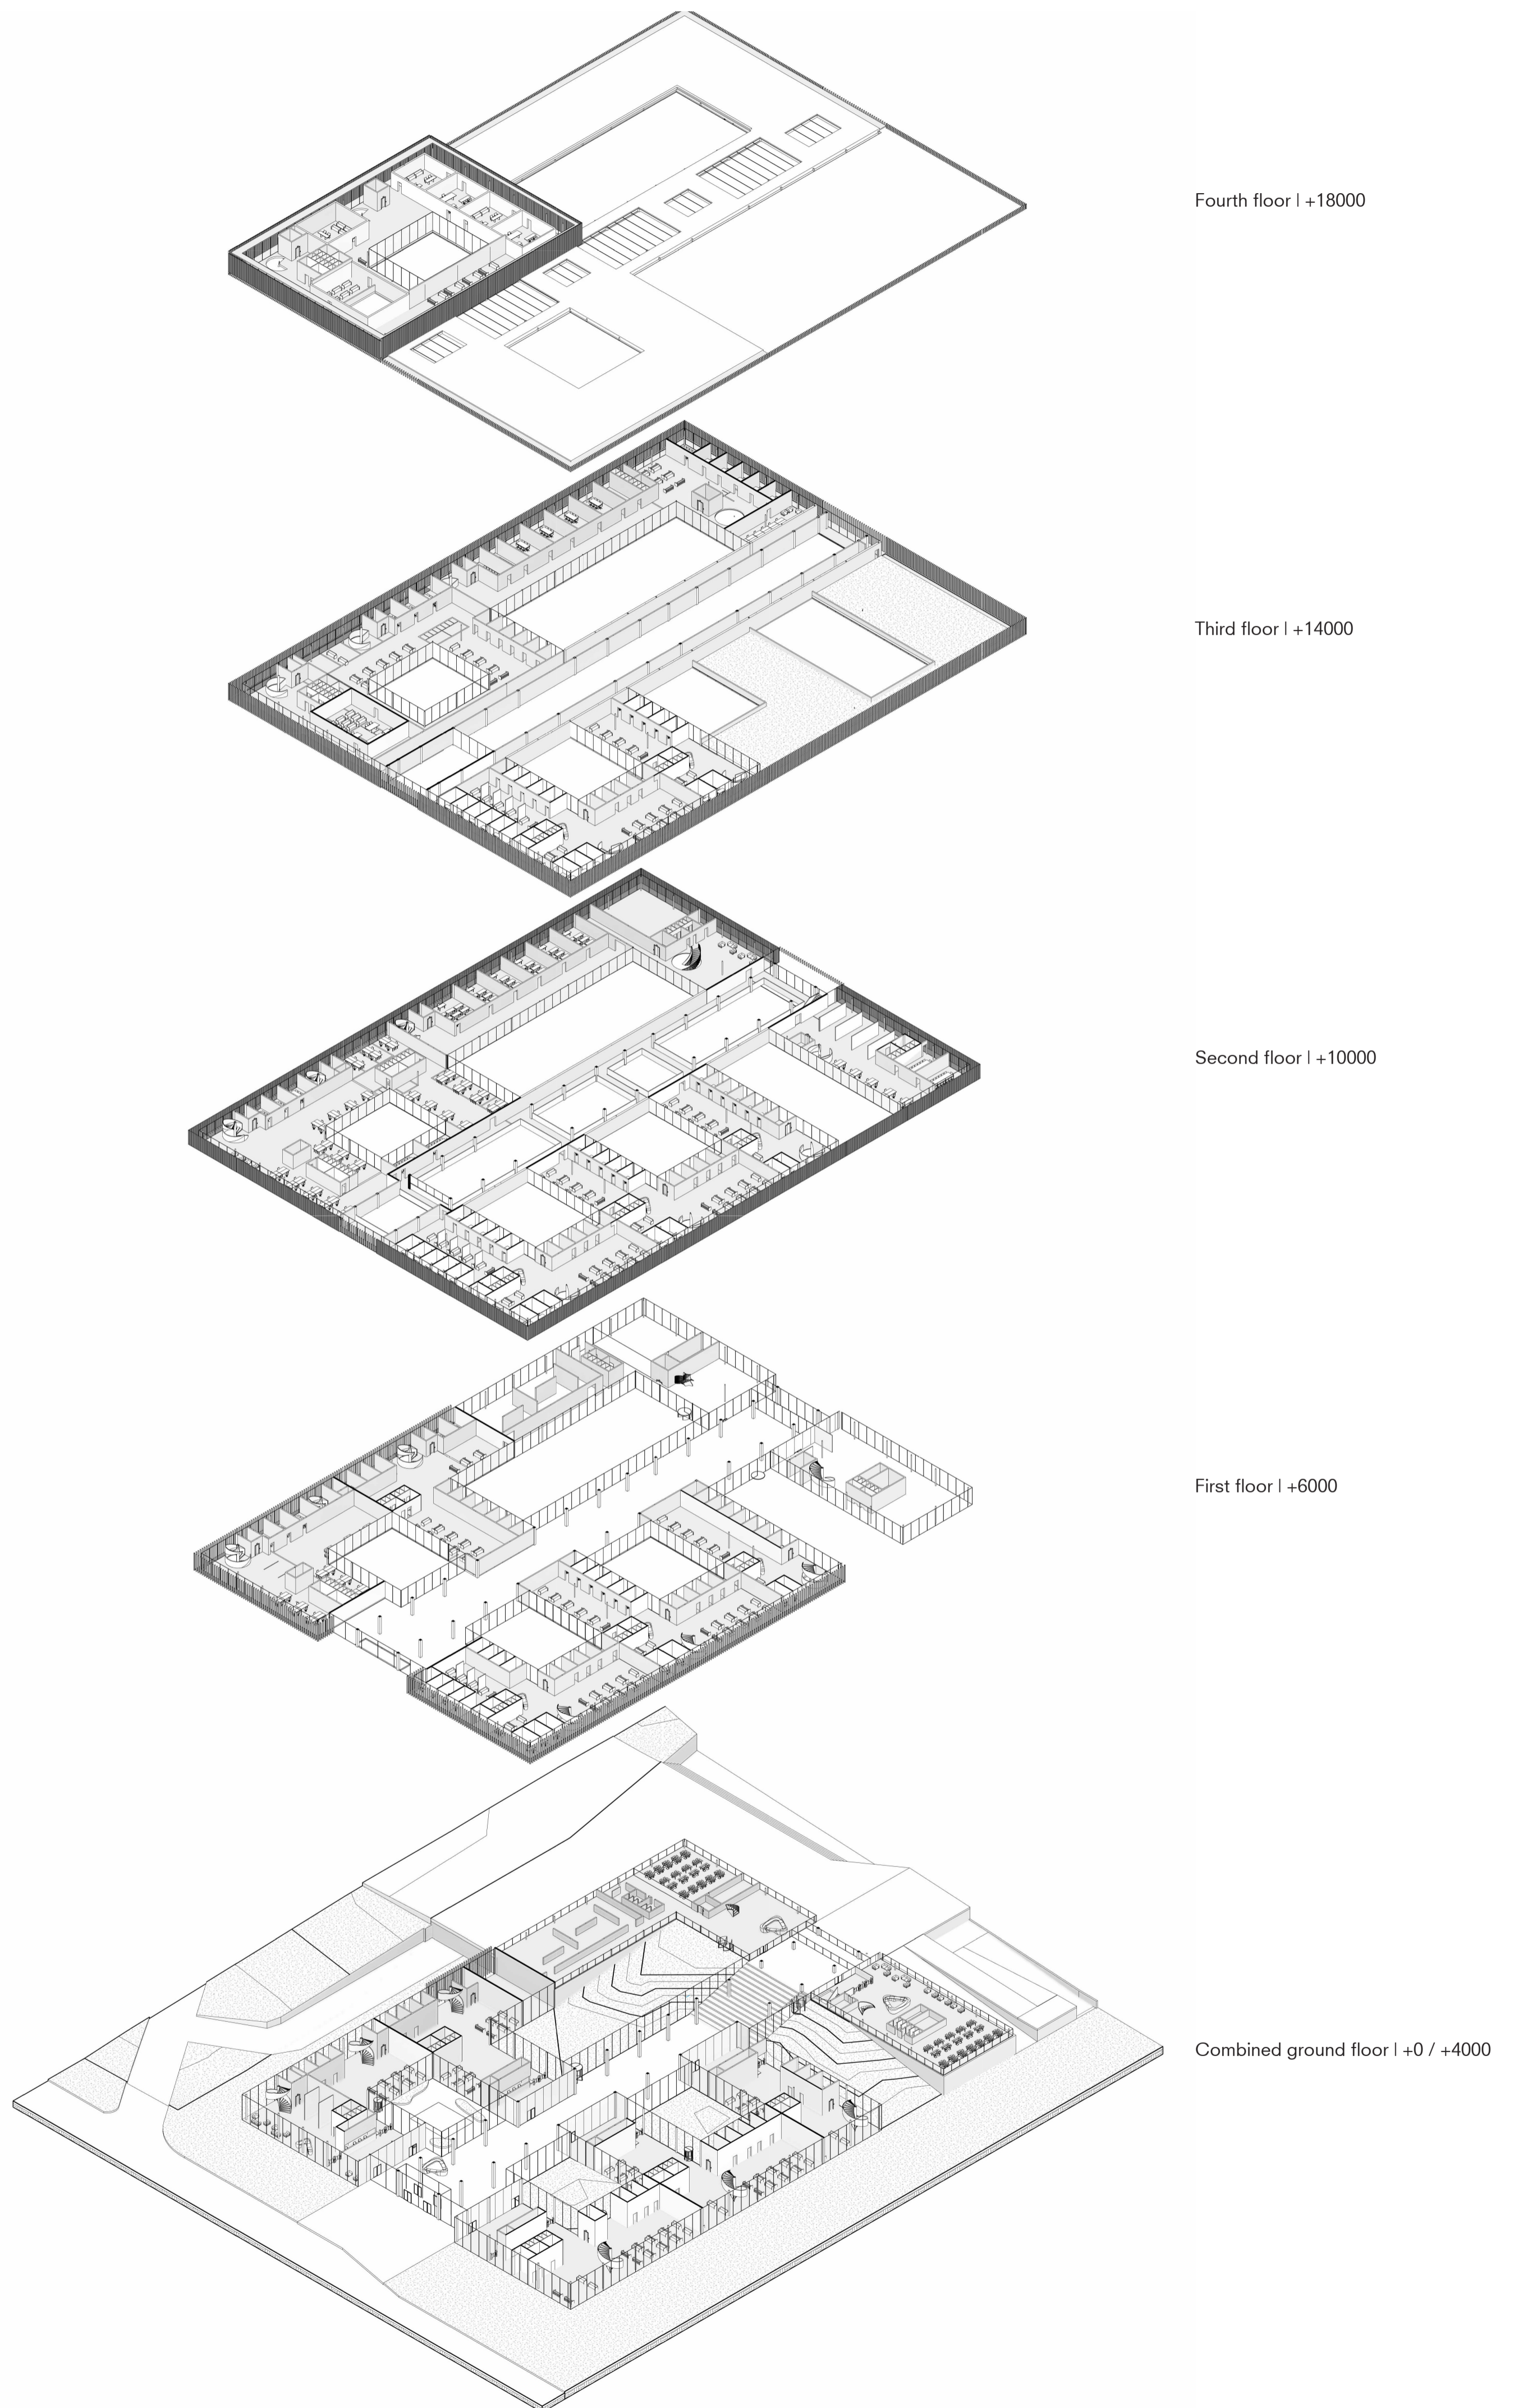 Fourth floor | +18000
Third floor | +14000
Second floor | +10000
First floor | +6000
Combined ground floor | +0 / +4000